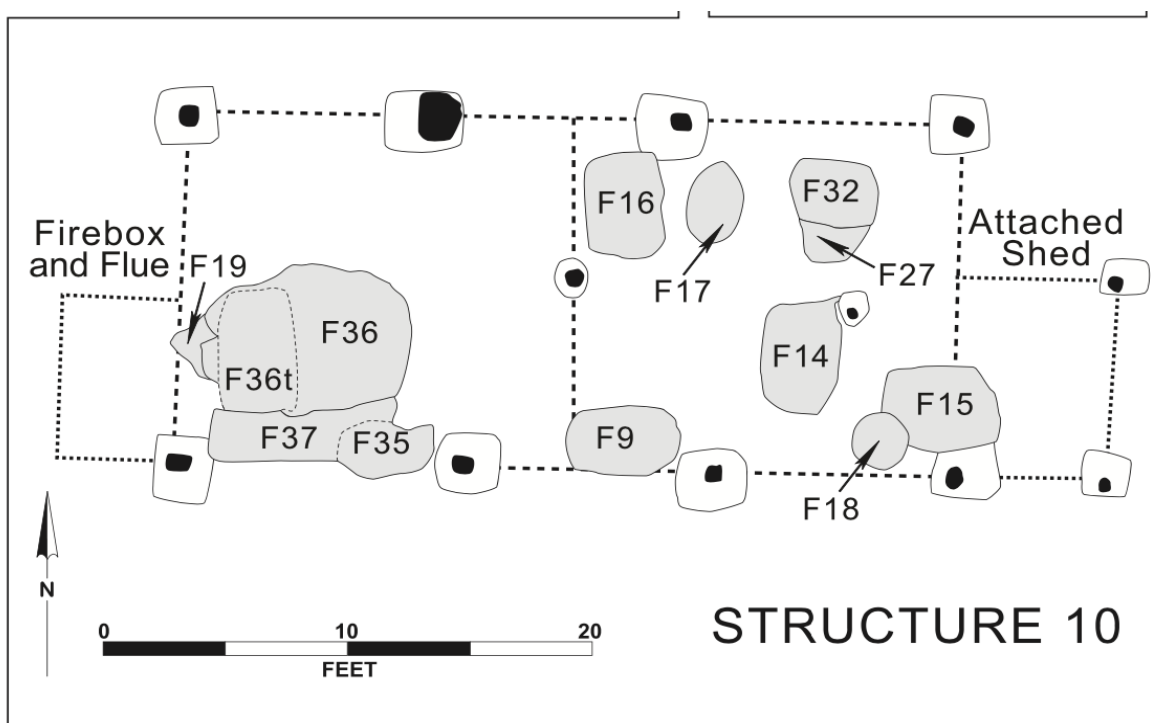 F16
F32
Attached
Shed
Firebox
and Flue
F19
F17
F27
F36
F14
F36t
F15
F37
F35
F9
F18
N
0
10
20
FEET
STRUCTURE 10